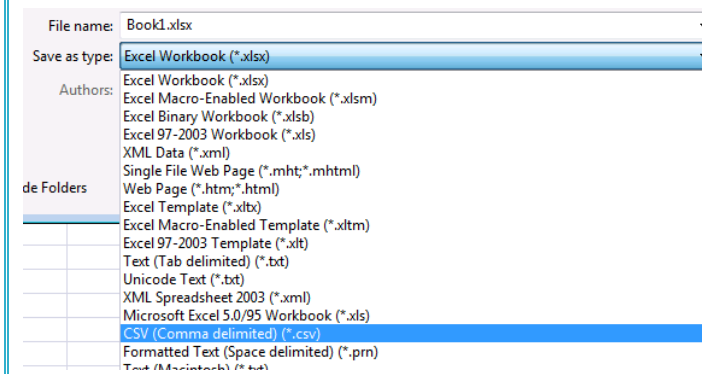 File name: Book1.xlsx
Save as type: Excel Workbook (*.xlsx)
Authors:
Excel Workbook (*.xlsx)
Excel Macro-Enabled Workbook (*.xlsm)
Excel Binary Workbook (*.xlsb)
Excel 97-2003 Workbook (*.xls)
XML Data (*.xml)
Single File Web Page (*.mht;*.mhtml)
de Folders
Web Page (*.htm;*.html)
Excel Template (*.xltx)
Excel Macro-Enabled Template (*.xltm)
Excel 97-2003 Template (*.xlt)
Text (Tab delimited) (*.txt)
Unicode Text (*.txt)
XML Spreadsheet 2003 (*.xml)
Microsoft Excel 5.0/95 Workbook (*.xls)
CSV (Comma delimited) (*.csv)
Formatted Text (Space delimited) (*.prn)
Text (Macintosh) (*.txt)